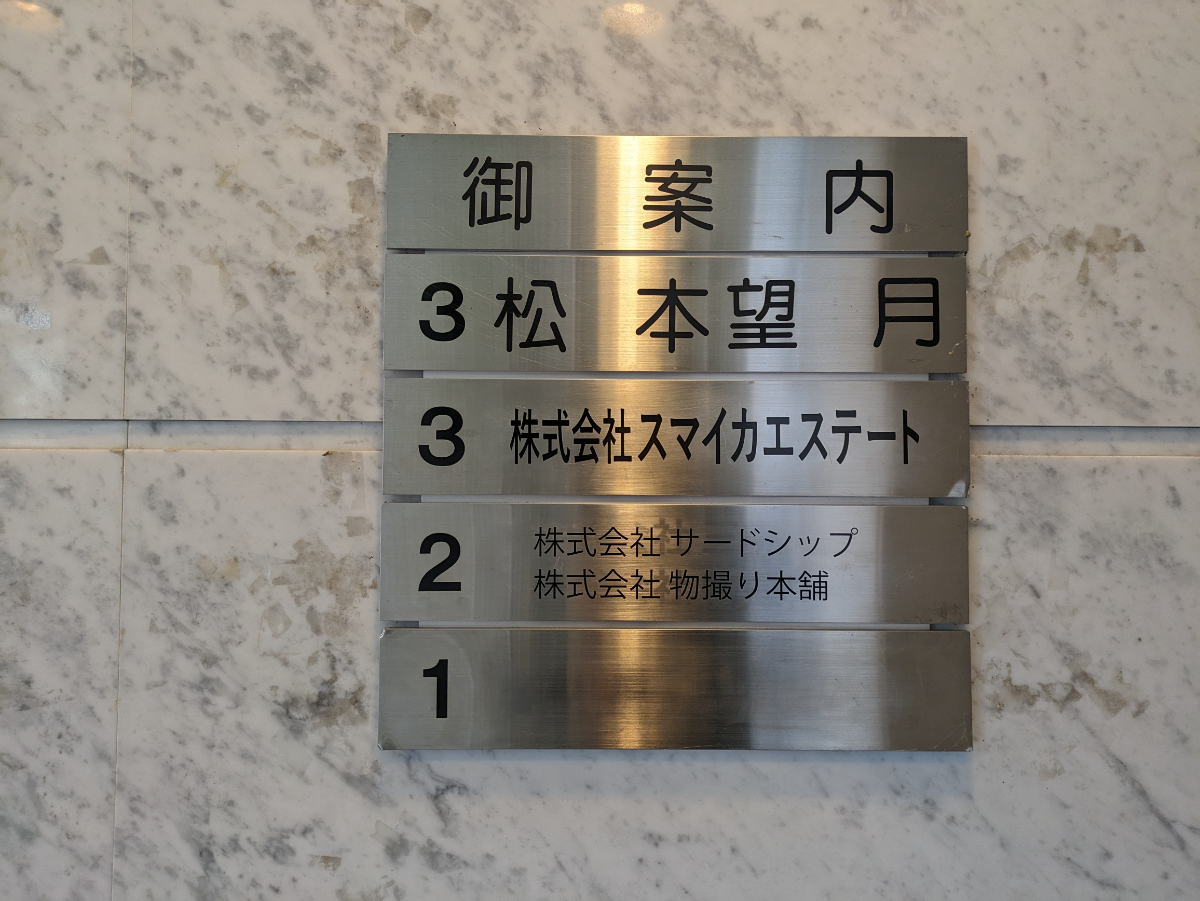 御案内
3 松本 望月
3 株式会社スマイカエステート
2 株式会社 サードシップ
株式会社 物撮り本舗
1